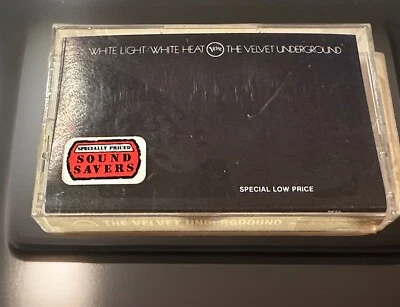 WHITE LIGHT/WHITE HEAT Verve THE VELVET UNDERGROUND
SPECIALLY PRICED
SOUND
SAVERS
SPECIAL LOW PRICE
THE VELVET UNDERGROUND